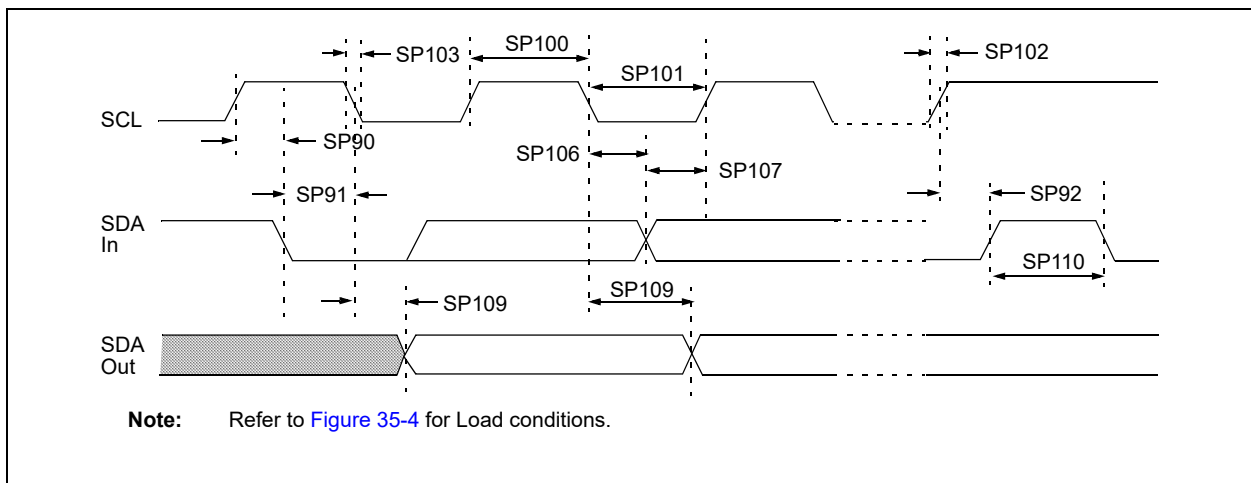 SP103
SP100
SP101
SP102
SCL
SP90
SP106
SP107
SP91
SP92
SDA
In
SP110
SP109
SP109
SDA
Out
Note: Refer to Figure 35-4 for Load conditions.